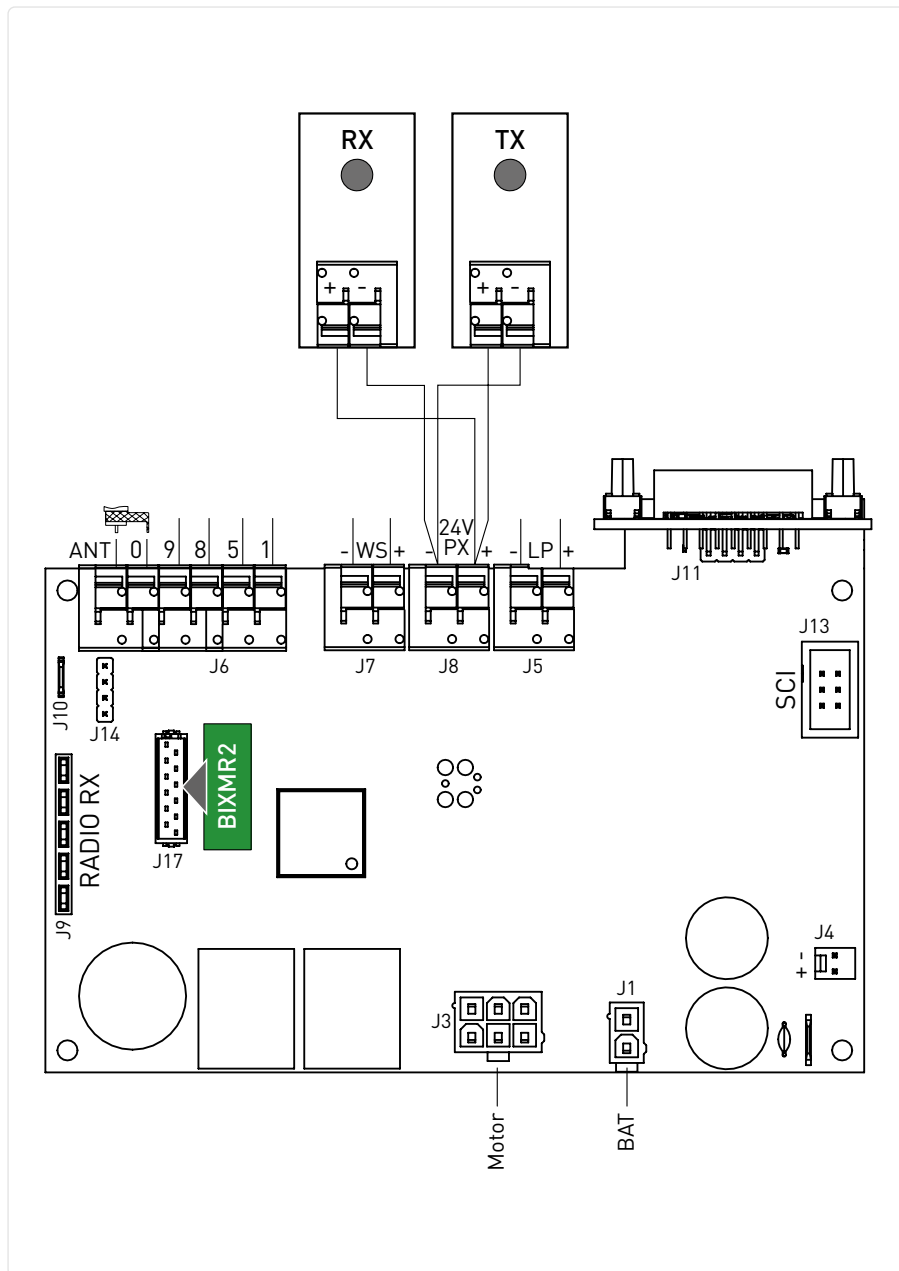 RX TX
+ - + -
24V
ANT 0 9 8 5 1 - WS + - PX + - LP +
J11
J6 J7 J8 J5 J13
SCI
J10
J14
BIXMR2
RADIO RX
J17
J9
J4
+ -
J3 J1
Motor
BAT